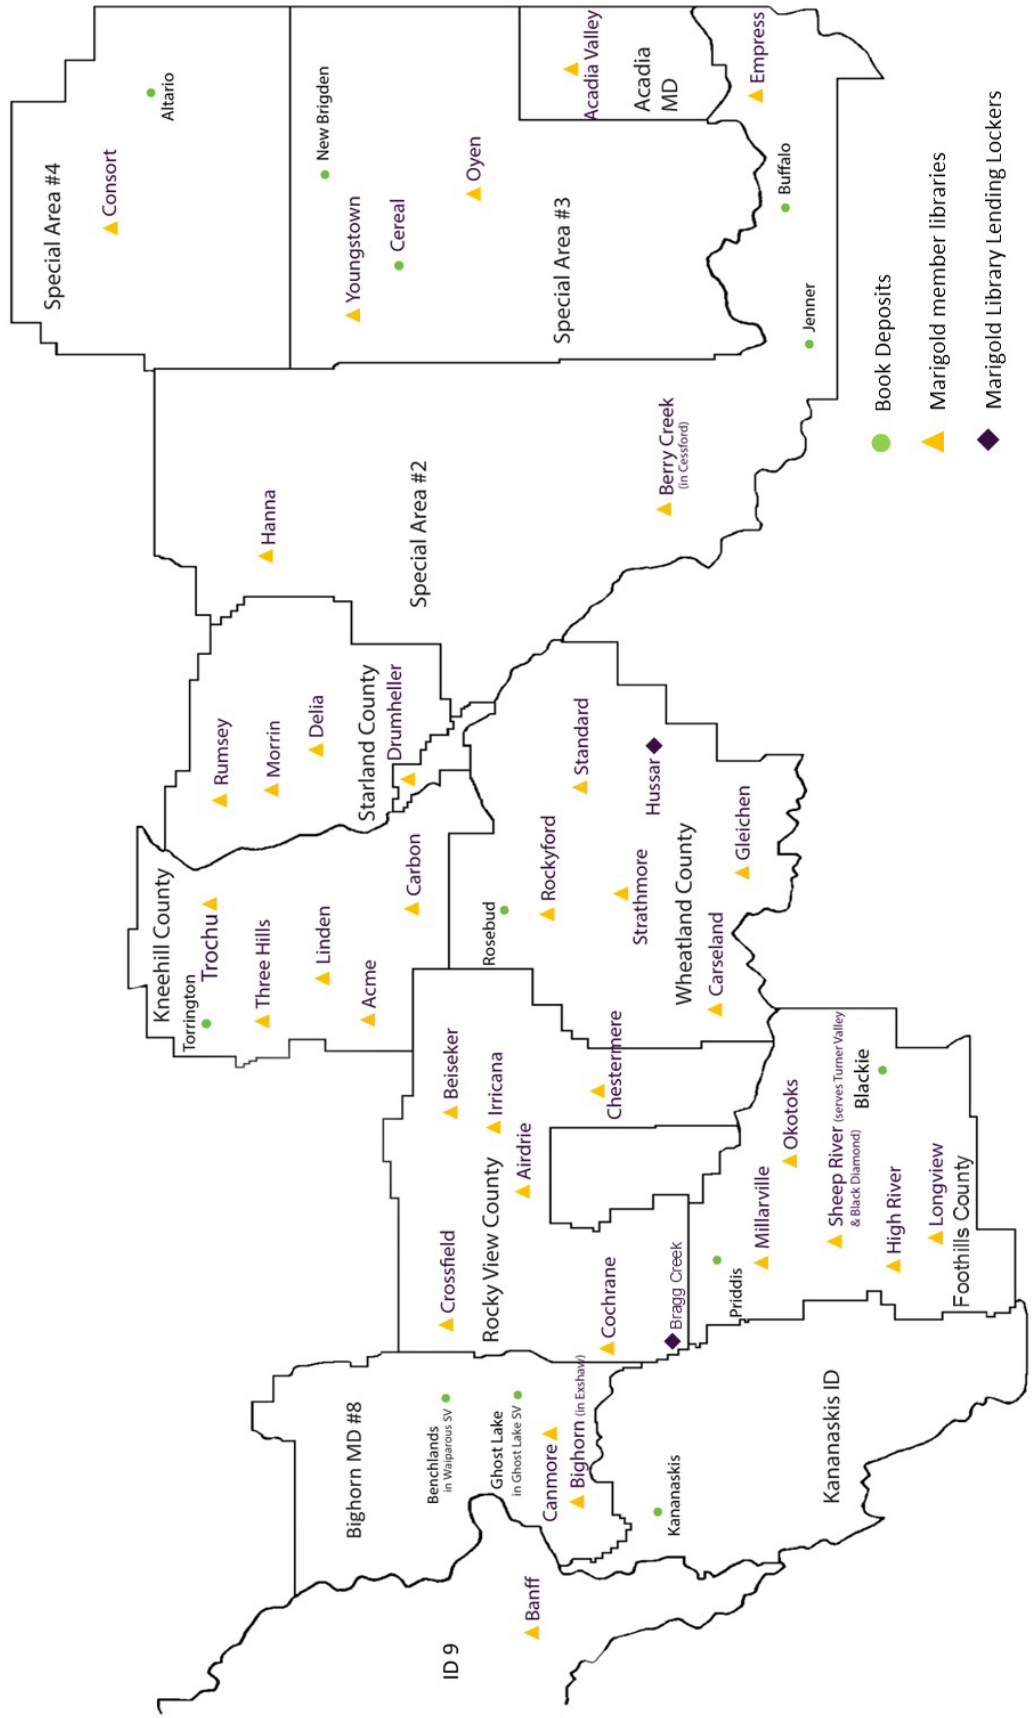 Special Area #4
Consort
Altario
New Brigden
Youngstown
Cereal
Oyen
Special Area #3
Acadia Valley
Acadia
MD
Empress
Buffalo
Jenner
Hanna
Special Area #2
Berry Creek
(in Cessford)
Rumsey
Morrin
Delia
Starland County
Drumheller
Kneehill County
Torrington
Trochu
Three Hills
Linden
Acme
Carbon
Rosebud
Rockyford
Standard
Strathmore
Hussar
Wheatland County
Carseland
Gleichen
Beiseker
Irricana
Airdrie
Crossfield
Rocky View County
Chestermere
Cochrane
Bragg Creek
Priddis
Millarville
Okotoks
Sheep River (serves Turner Valley
& Black Diamond)
Blackie
High River
Longview
Foothills County
Bighorn MD #8
Benchlands
in Waiparous SV
Ghost Lake
in Ghost Lake SV
Canmore
Bighorn (in Exshaw)
Kananaskis
Kananaskis ID
Banff
ID 9
Book Deposits
Marigold member libraries
Marigold Library Lending Lockers